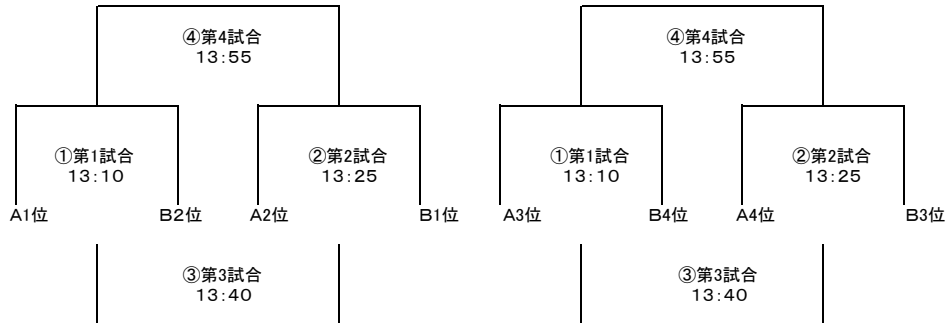 ④第4試合
13:55
④第4試合
13:55
①第1試合
13:10
②第2試合
13:25
①第1試合
13:10
②第2試合
13:25
A1位
B2位
A2位
B1位
A3位
B4位
A4位
B3位
③第3試合
13:40
③第3試合
13:40